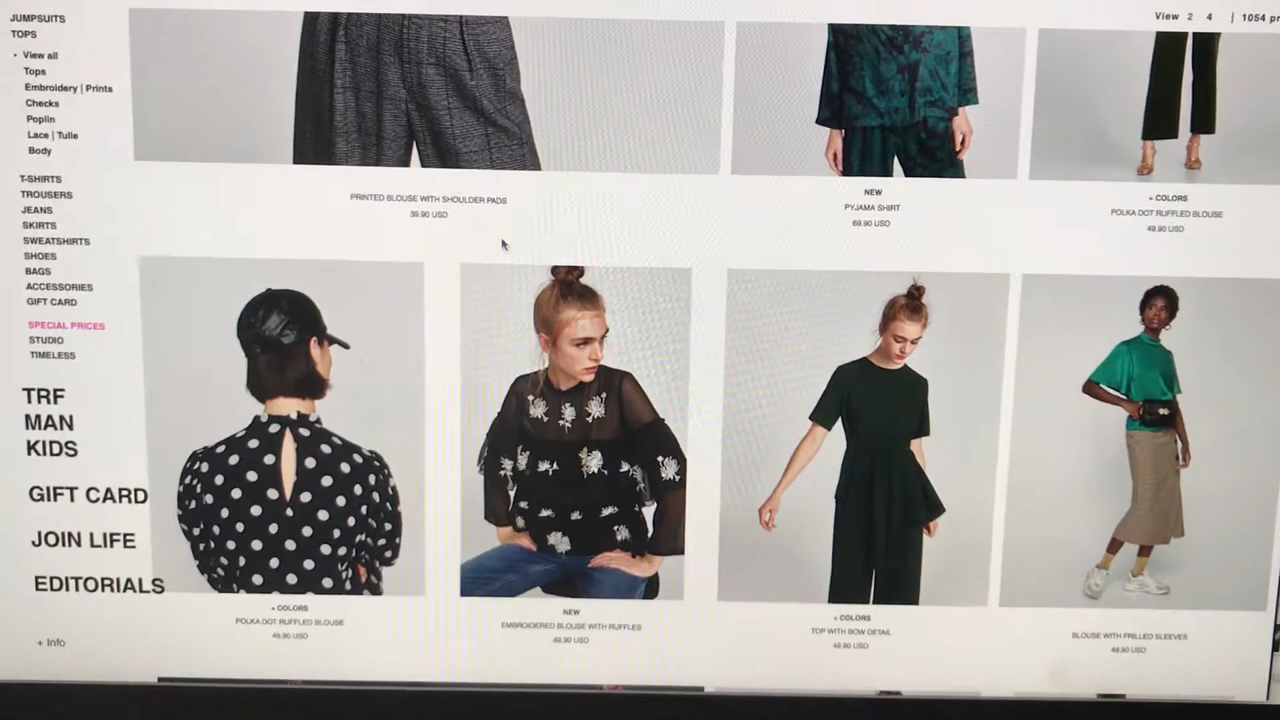 JUMPSUITS
TOPS
View all
Tops
Embroidery | Prints
Checks
Poplin
Lace | Tulle
Body
T-SHIRTS
TROUSERS
JEANS
SKIRTS
SWEATSHIRTS
SHOES
BAGS
ACCESSORIES
GIFT CARD
SPECIAL PRICES
STUDIO
TIMELESS
TRF
MAN
KIDS
GIFT CARD
JOIN LIFE
EDITORIALS
+ Info
View 2 4 | 1054 pr
PRINTED BLOUSE WITH SHOULDER PADS
39.90 USD
NEW
PYJAMA SHIRT
69.90 USD
+ COLORS
POLKA DOT RUFFLED BLOUSE
49.90 USD
+ COLORS
POLKA DOT RUFFLED BLOUSE
49.90 USD
NEW
EMBROIDERED BLOUSE WITH RUFFLES
49.90 USD
+ COLORS
TOP WITH BOW DETAIL
49.90 USD
BLOUSE WITH FRILLED SLEEVES
49.90 USD